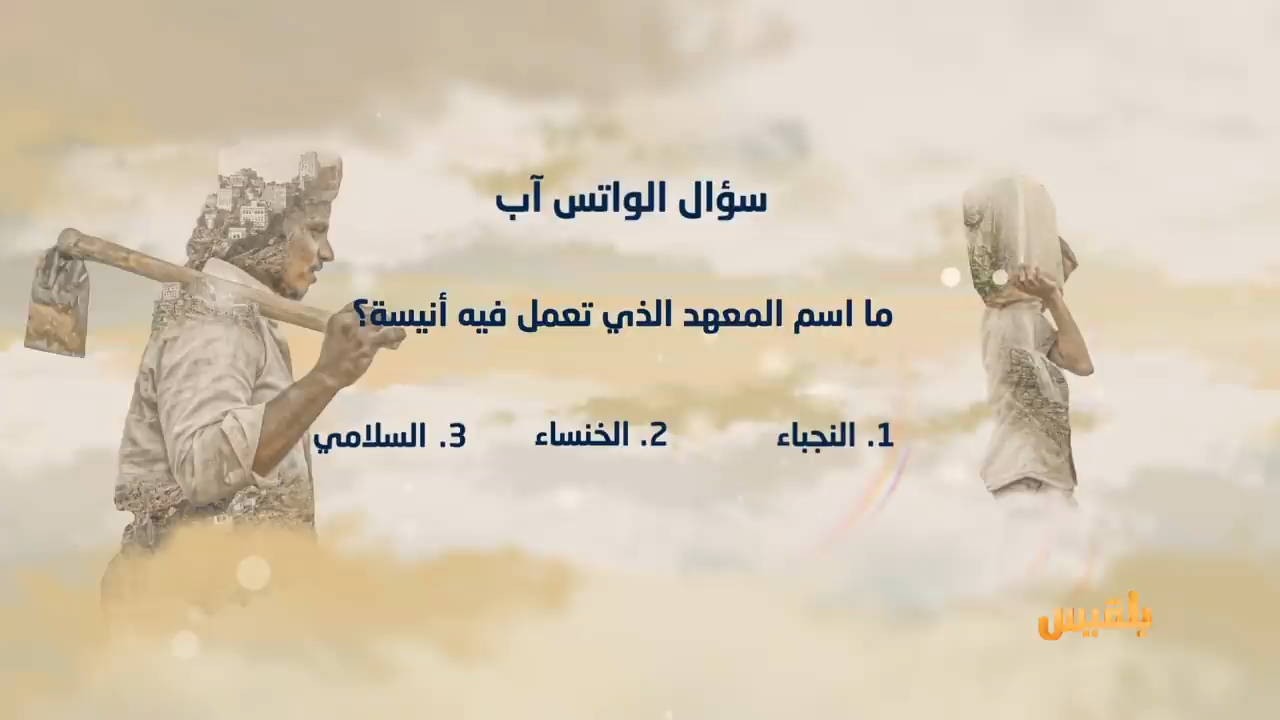 سؤال الواتس آب
ما اسم المعهد الذي تعمل فيه أنيسة؟
1. النجباء 2. الخنساء 3. السلامي
بلقيس